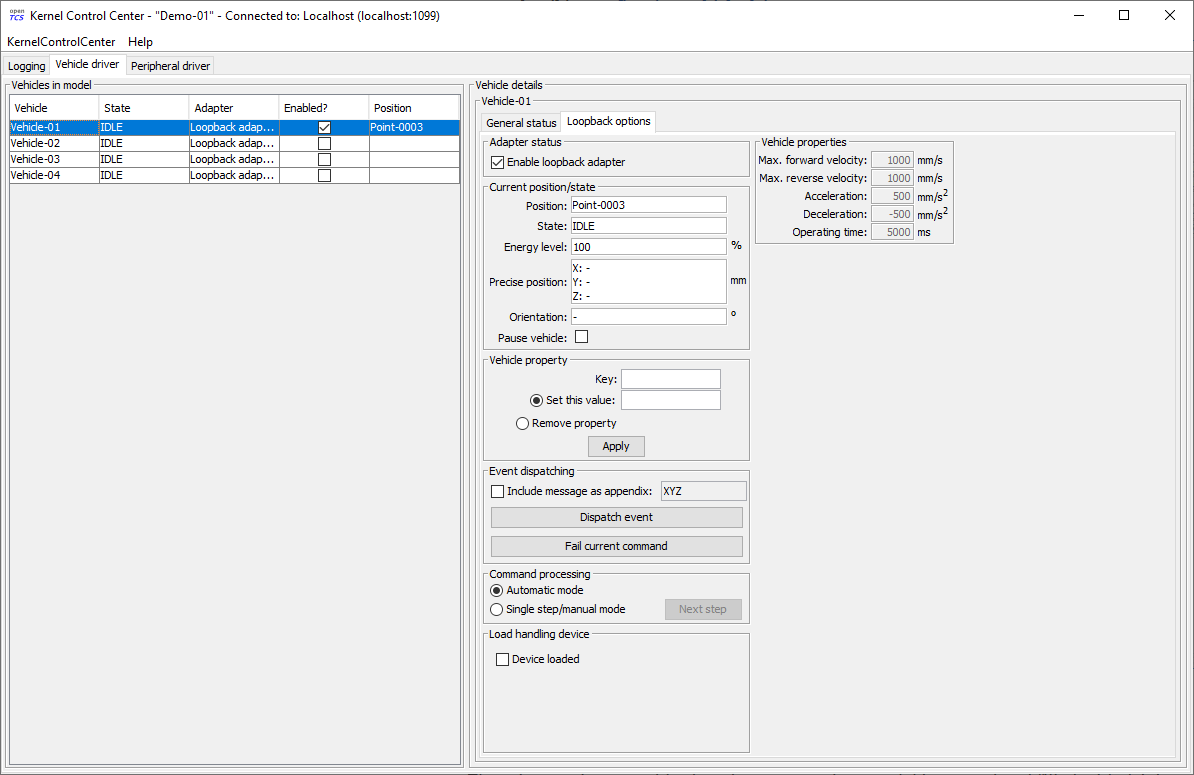 open TCS Kernel Control Center - "Demo-01" - Connected to: Localhost (localhost:1099)
KernelControlCenter Help
Logging Vehicle driver Peripheral driver
Vehicles in model
Vehicle State Adapter Enabled? Position
Vehicle-01 IDLE Loopback adap... Point-0003
Vehicle-02 IDLE Loopback adap...
Vehicle-03 IDLE Loopback adap...
Vehicle-04 IDLE Loopback adap...
Vehicle details
Vehicle-01
General status Loopback options
Adapter status
Enable loopback adapter
Current position/state
Position: Point-0003
State: IDLE
Energy level: 100 %
Precise position: X: -
Y: -
Z: -
mm
Orientation: - º
Pause vehicle:
Vehicle property
Key:
Set this value:
Remove property
Apply
Event dispatching
Include message as appendix: XYZ
Dispatch event
Fail current command
Command processing
Automatic mode
Single step/manual mode Next step
Load handling device
Device loaded
Vehicle properties
Max. forward velocity: 1000 mm/s
Max. reverse velocity: 1000 mm/s
Acceleration: 500 mm/s²
Deceleration: -500 mm/s²
Operating time: 5000 ms